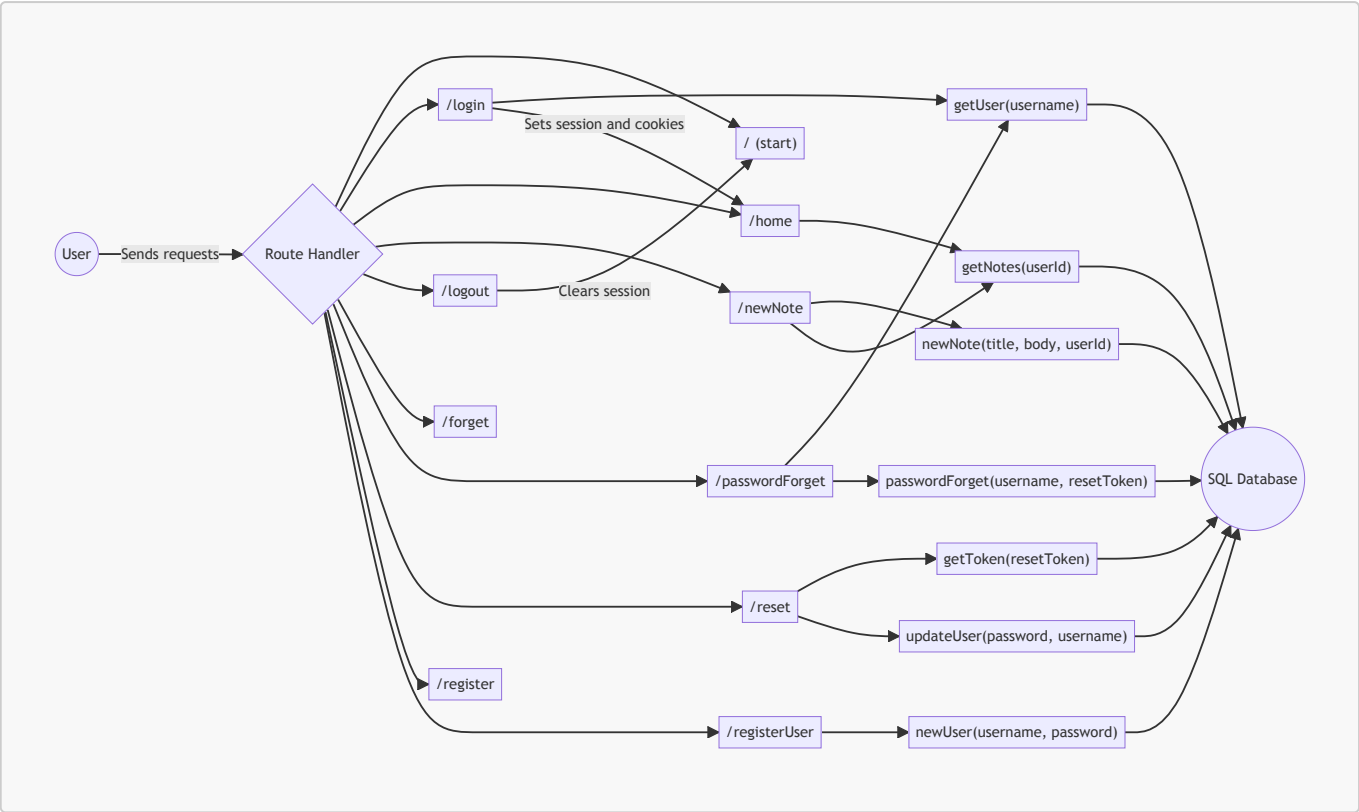 /login
getUser(username)
Sets session and cookies
/ (start)
/home
User
Sends requests
Route Handler
getNotes(userId)
/logout
Clears session
/newNote
newNote(title, body, userId)
/forget
/passwordForget
passwordForget(username, resetToken)
SQL Database
getToken(resetToken)
/reset
updateUser(password, username)
/register
/registerUser
newUser(username, password)